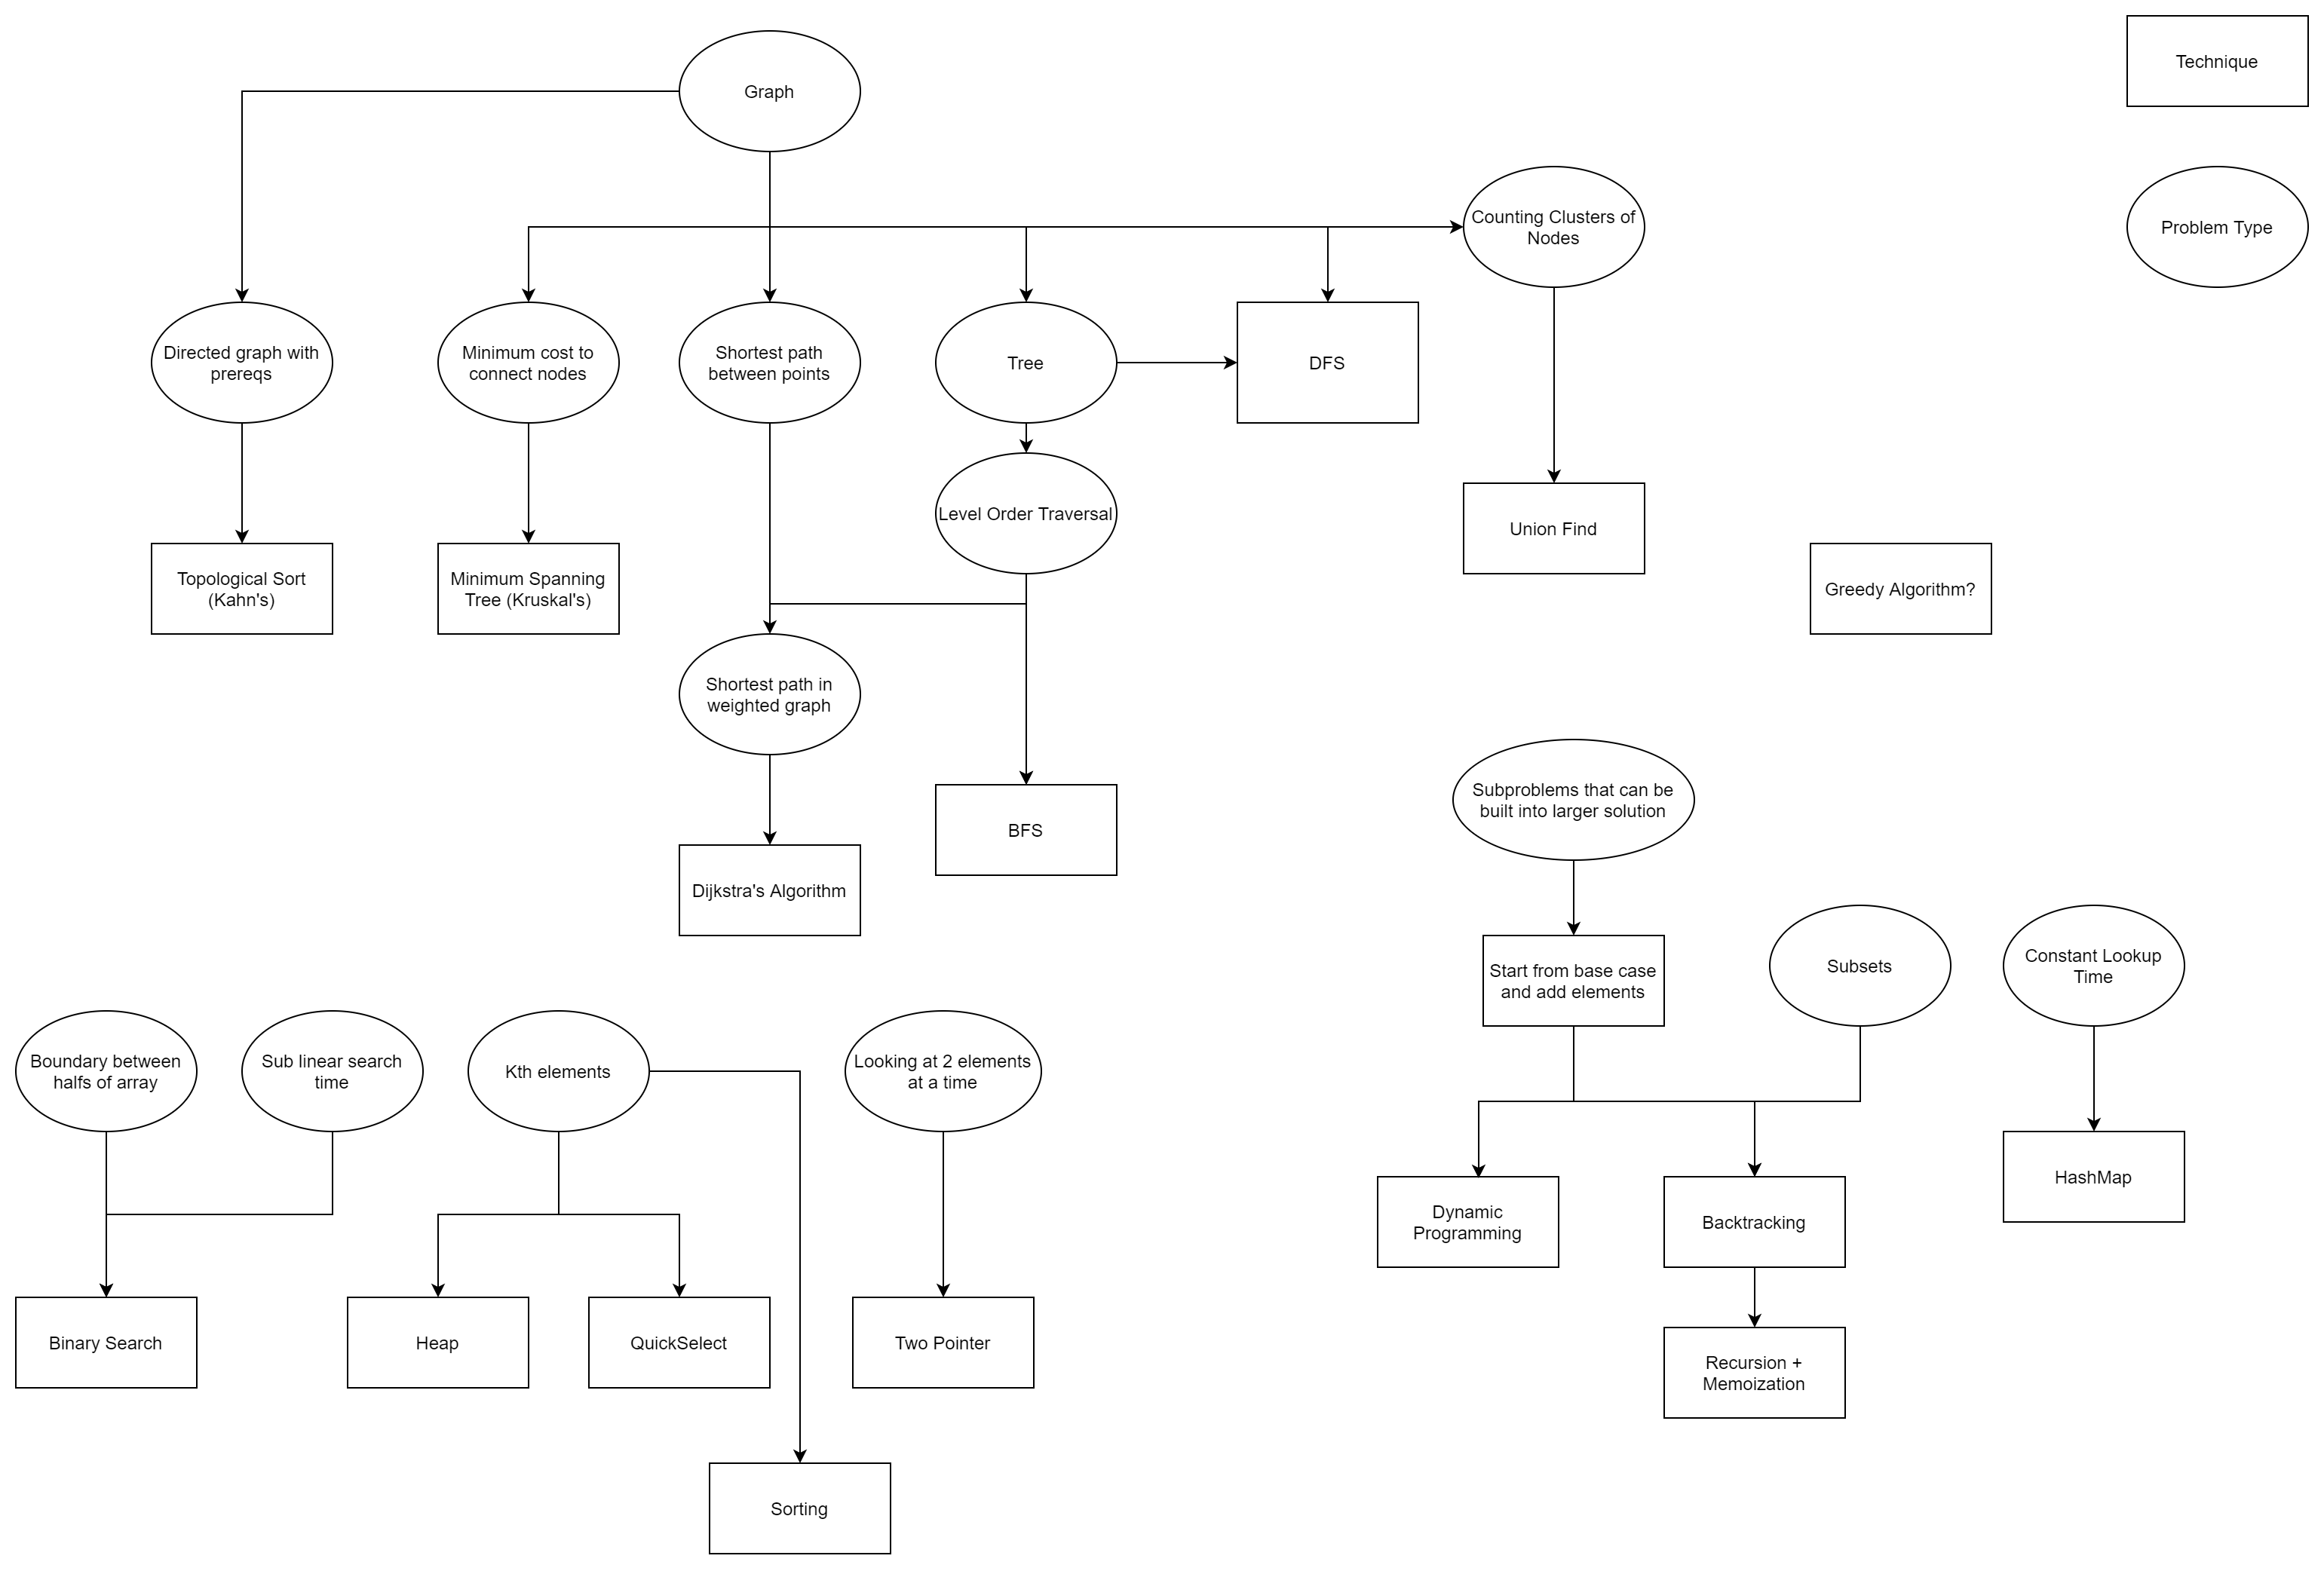 Technique
Graph
Counting Clusters of
Nodes
Problem Type
Directed graph with
prereqs
Minimum cost to
connect nodes
Shortest path
between points
Tree
DFS
Level Order Traversal
Union Find
Topological Sort
(Kahn's)
Minimum Spanning
Tree (Kruskal's)
Greedy Algorithm?
Shortest path in
weighted graph
Subproblems that can be
built into larger solution
BFS
Dijkstra's Algorithm
Start from base case
and add elements
Subsets
Constant Lookup
Time
Boundary between
halfs of array
Sub linear search
time
Kth elements
Looking at 2 elements
at a time
HashMap
Dynamic
Programming
Backtracking
Binary Search
Heap
QuickSelect
Two Pointer
Recursion +
Memoization
Sorting